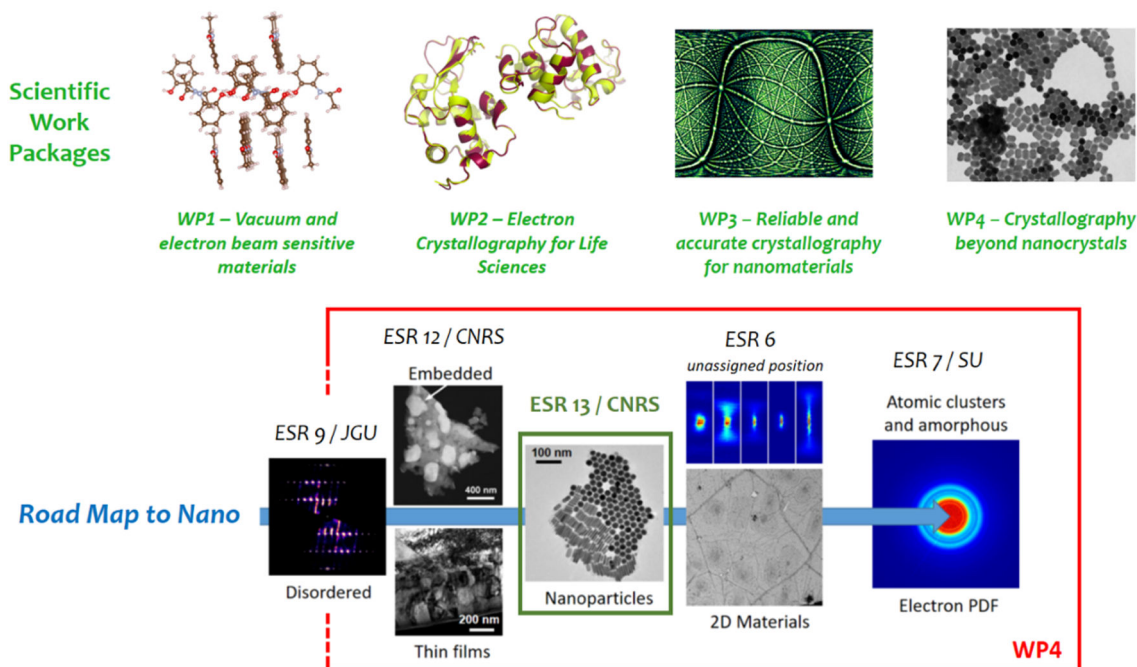 Scientific
Work
Packages
WP1 – Vacuum and
electron beam sensitive
materials
WP2 – Electron
Crystallography for Life
Sciences
WP3 – Reliable and
accurate crystallography
for nanomaterials
WP4 – Crystallography
beyond nanocrystals
Road Map to Nano
ESR 9 / JGU
Disordered
ESR 12 / CNRS
Embedded
400 nm
200 nm
Thin films
ESR 13 / CNRS
100 nm
Nanoparticles
ESR 6
unassigned position
2D Materials
ESR 7 / SU
Atomic clusters
and amorphous
Electron PDF
WP4